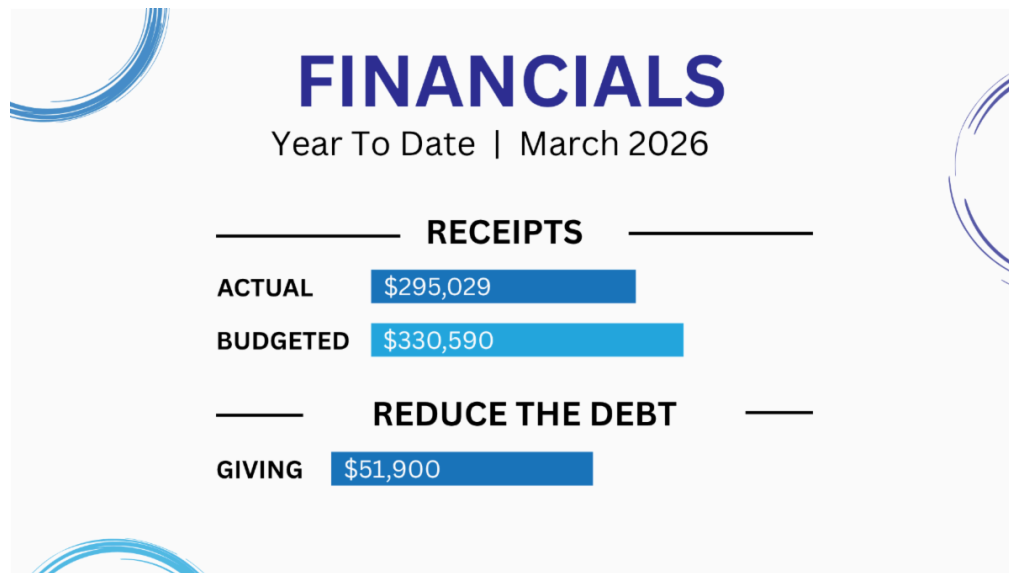 FINANCIALS
Year To Date | March 2026
RECEIPTS
ACTUAL $295,029
BUDGETED $330,590
REDUCE THE DEBT
GIVING $51,900